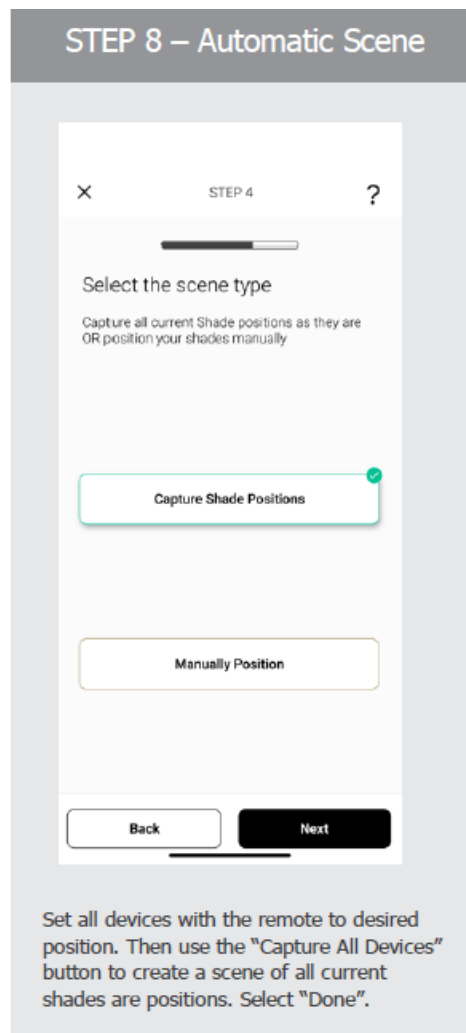 STEP 8 – Automatic Scene
STEP 4
?
Select the scene type
Capture all current Shade positions as they are
OR position your shades manually
Capture Shade Positions
Manually Position
Back
Next
Set all devices with the remote to desired
position. Then use the “Capture All Devices”
button to create a scene of all current
shades are positions. Select “Done”.